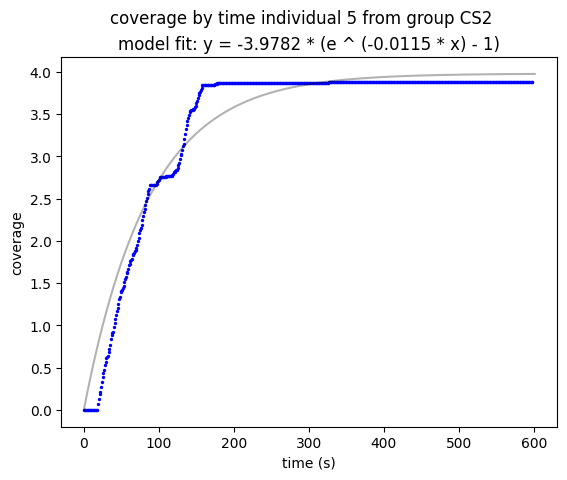 coverage by time individual 5 from group CS2
model fit: y = -3.9782 * (e ^ (-0.0115 * x) - 1)
4.0
3.5
3.0
2.5
2.0
1.5
1.0
0.5
0.0
coverage
0 100 200 300 400 500 600
time (s)